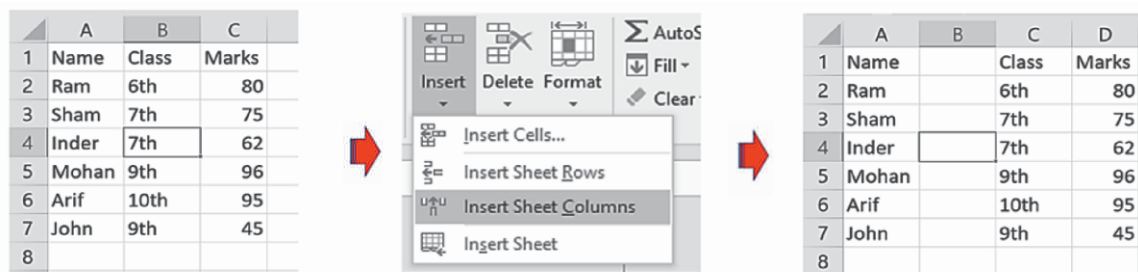 A B C
1 Name Class Marks
2 Ram 6th 80
3 Sham 7th 75
4 Inder 7th 62
5 Mohan 9th 96
6 Arif 10th 95
7 John 9th 45
8
Insert Delete Format
AutoS
Fill
Clear
Insert Cells...
Insert Sheet Rows
Insert Sheet Columns
Insert Sheet
A B C D
1 Name Class Marks
2 Ram 6th 80
3 Sham 7th 75
4 Inder 7th 62
5 Mohan 9th 96
6 Arif 10th 95
7 John 9th 45
8